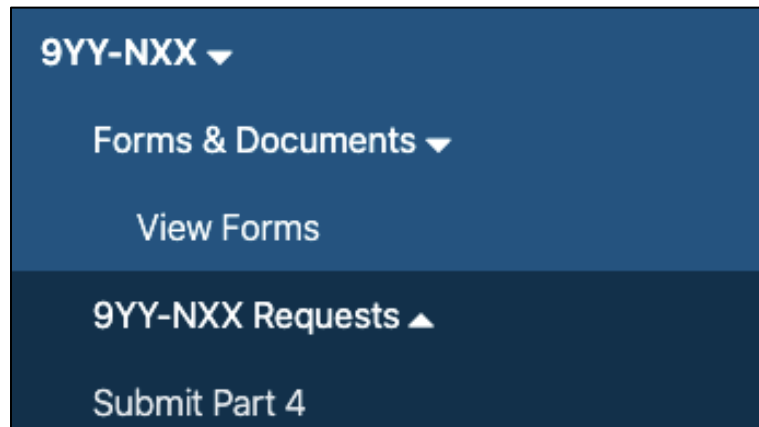 9YY-NXX
Forms & Documents
View Forms
9YY-NXX Requests
Submit Part 4